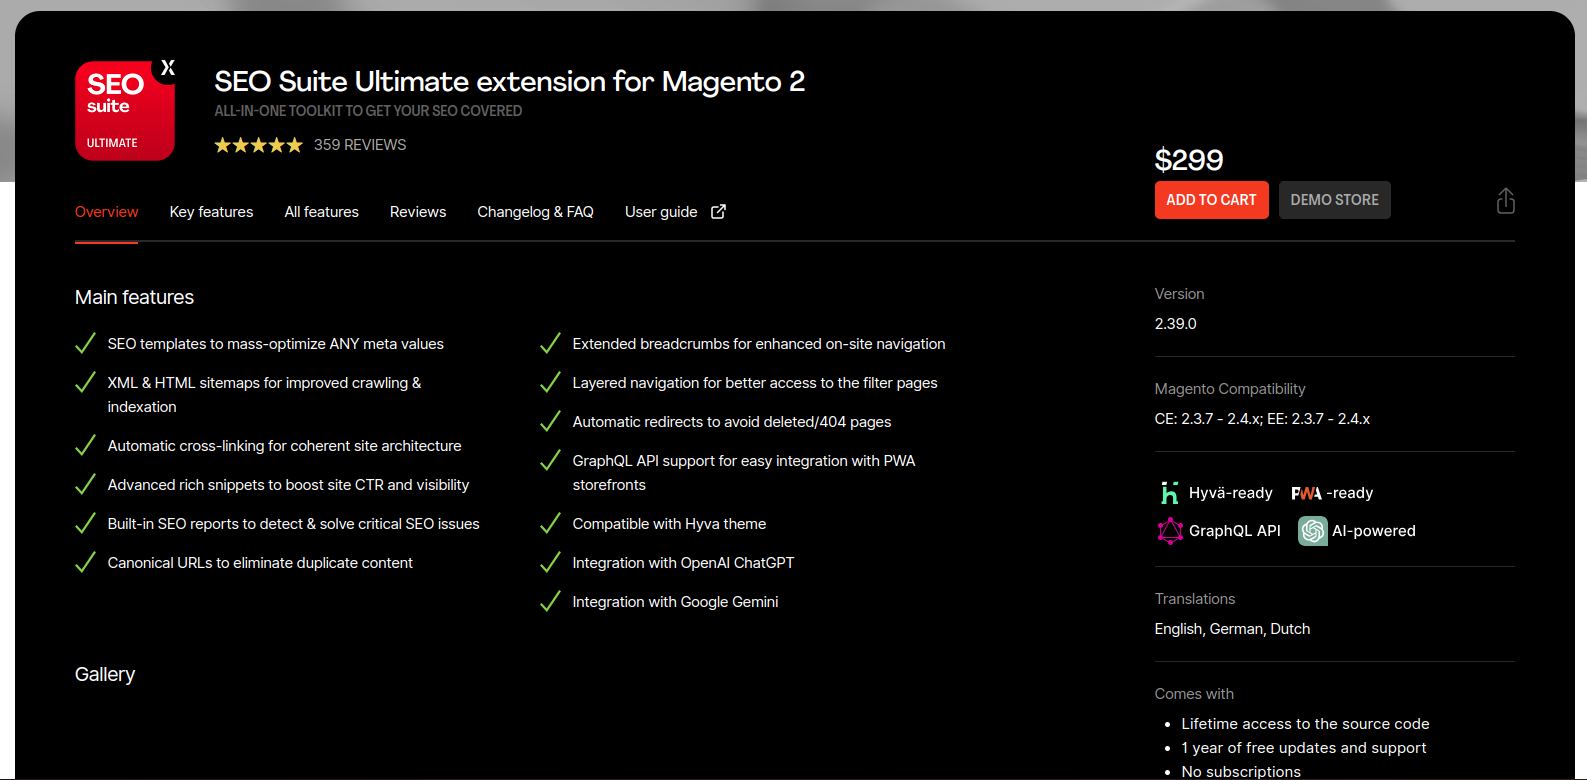 SEO
suite
ULTIMATE
X
SEO Suite Ultimate extension for Magento 2
ALL-IN-ONE TOOLKIT TO GET YOUR SEO COVERED
359 REVIEWS
$299
ADD TO CART
DEMO STORE
Overview
Key features
All features
Reviews
Changelog & FAQ
User guide
Main features
SEO templates to mass-optimize ANY meta values
XML & HTML sitemaps for improved crawling &
indexation
Automatic cross-linking for coherent site architecture
Advanced rich snippets to boost site CTR and visibility
Built-in SEO reports to detect & solve critical SEO issues
Canonical URLs to eliminate duplicate content
Extended breadcrumbs for enhanced on-site navigation
Layered navigation for better access to the filter pages
Automatic redirects to avoid deleted/404 pages
GraphQL API support for easy integration with PWA
storefronts
Compatible with Hyva theme
Integration with OpenAI ChatGPT
Integration with Google Gemini
Gallery
Version
2.39.0
Magento Compatibility
CE: 2.3.7 - 2.4.x; EE: 2.3.7 - 2.4.x
Hyvä-ready
PWA -ready
GraphQL API
AI-powered
Translations
English, German, Dutch
Comes with
• Lifetime access to the source code
• 1 year of free updates and support
• No subscriptions